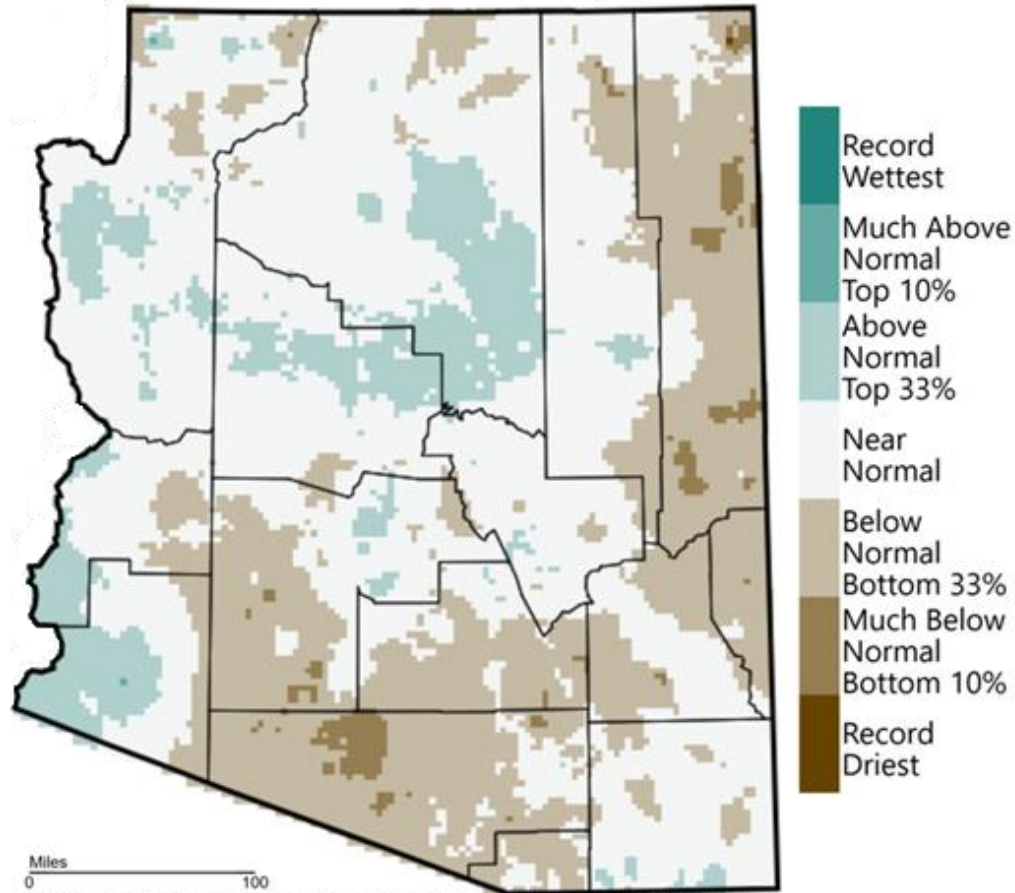 Record
Wettest
Much Above
Normal
Top 10%
Above
Normal
Top 33%
Near
Normal
Below
Normal
Bottom 33%
Much Below
Normal
Bottom 10%
Record
Driest
Miles
0 100